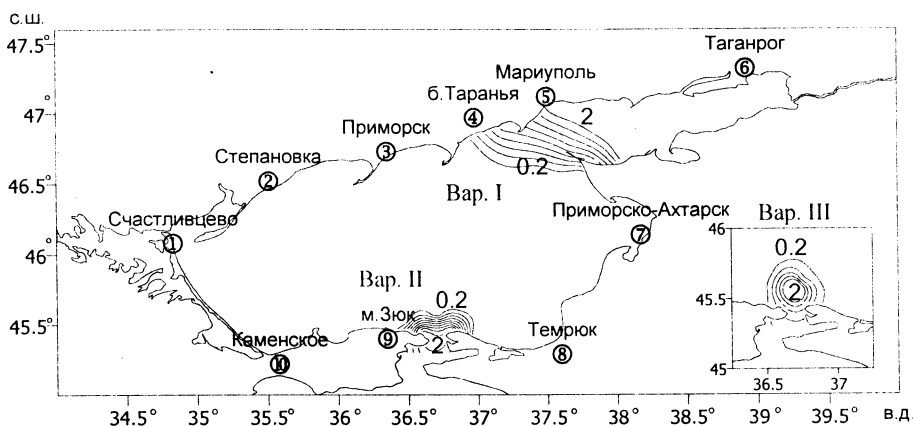 с.ш.
47.5°
47°
46.5°
46°
45.5°
Таганрог
⑥
Мариуполь
⑤
б.Таранья
④
2
Приморск
③
0.2
Степановка
②
Вар. I
Счастливцево
①
Приморско-Ахтарск
⑦
Вар. III
46
0.2
2
45.5
45
36.5
37
Вар. II
0.2
м.Зюк
⑨
2
Каменское
⑩
Темрюк
⑧
34.5° 35° 35.5° 36° 36.5° 37° 37.5° 38° 38.5° 39° 39.5° в.д.